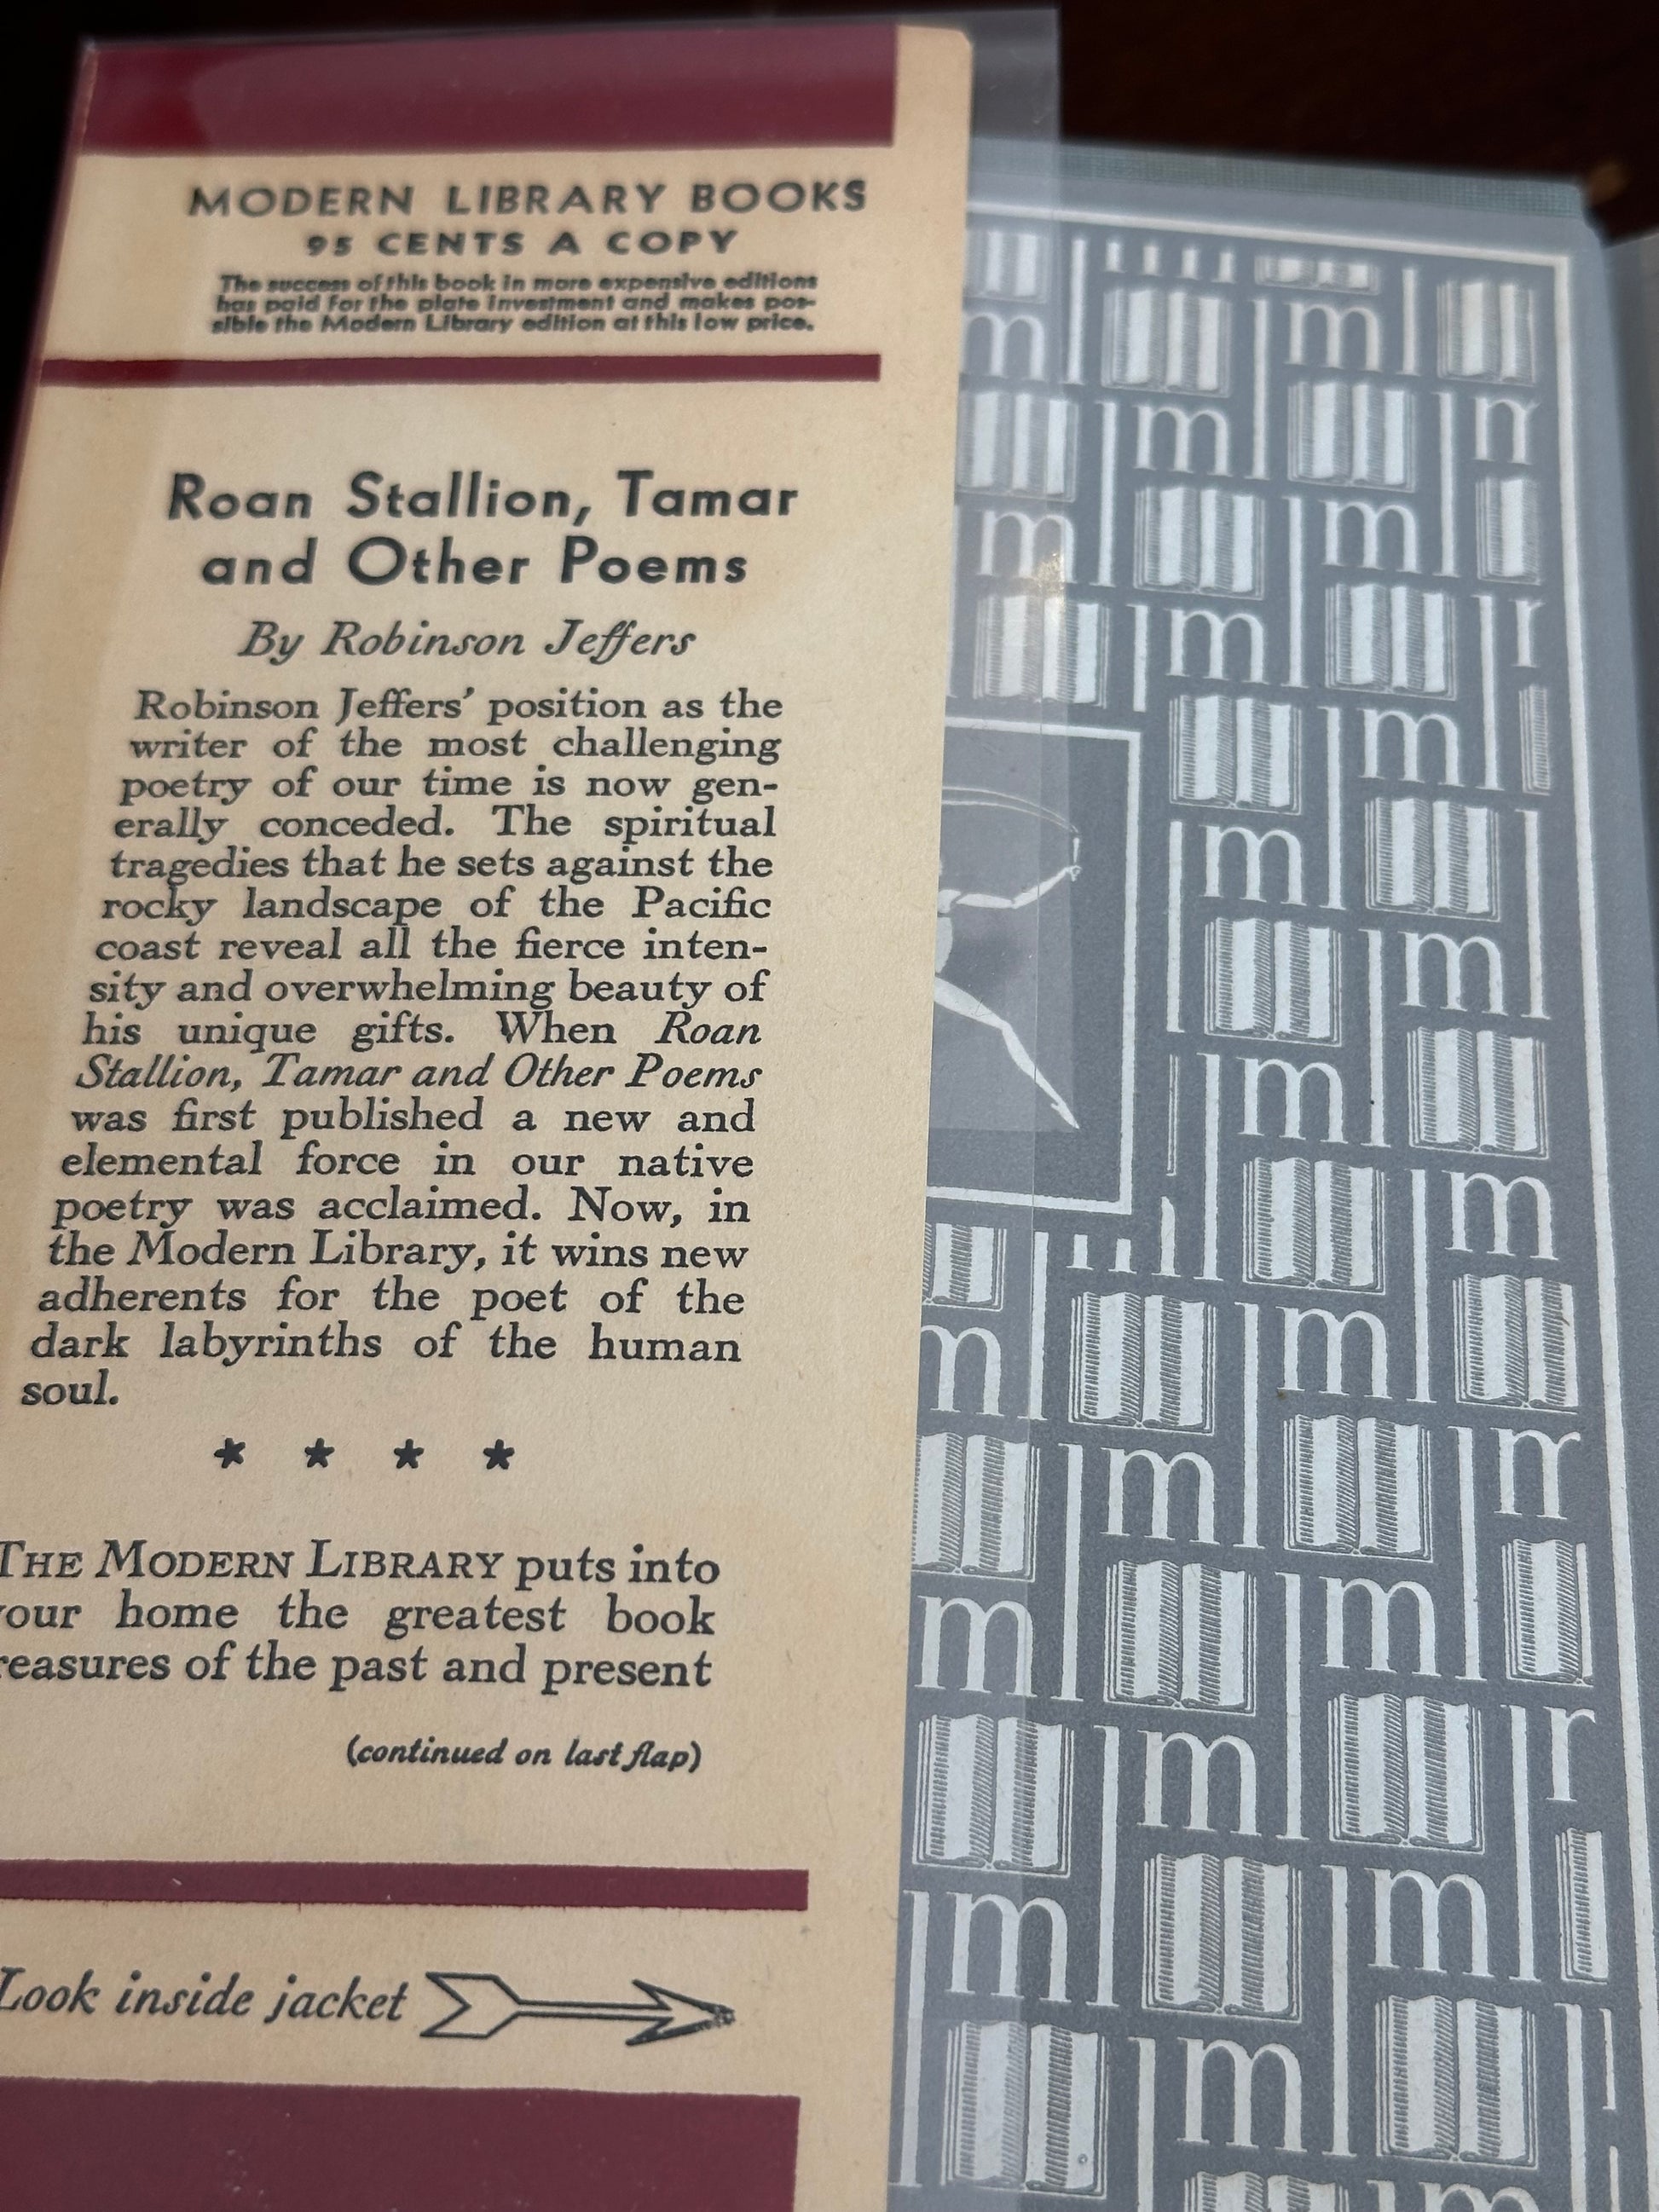 MODERN LIBRARY BOOKS
95 CENTS A COPY
The success of this book in more expensive editions
has paid for the plate investment and makes pos-
sible the Modern Library edition at this low price.
Roan Stallion, Tamar
and Other Poems
By Robinson Jeffers
Robinson Jeffers' position as the
writer of the most challenging
poetry of our time is now gen-
erally conceded. The spiritual
tragedies that he sets against the
rocky landscape of the Pacific
coast reveal all the fierce inten-
sity and overwhelming beauty of
his unique gifts. When Roan
Stallion, Tamar and Other Poems
was first published a new and
elemental force in our native
poetry was acclaimed. Now, in
the Modern Library, it wins new
adherents for the poet of the
dark labyrinths of the human
soul.
* * * *
THE MODERN LIBRARY puts into
your home the greatest book
reasures of the past and present
(continued on last flap)
Look inside jacket